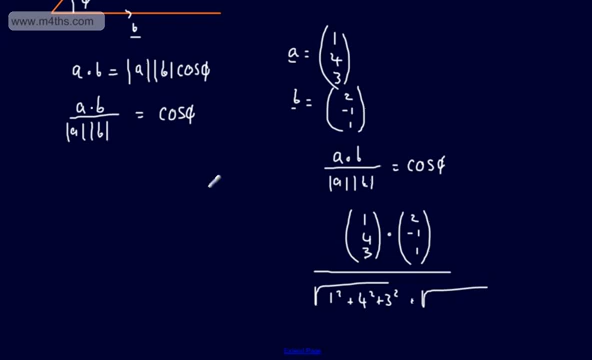 www.m4ths.com
φ
b
a · b = |a||b|cosφ
a · b / |a||b| = cosφ
a = (1 4 3)
b = (2 -1 1)
a · b / |a||b| = cosφ
(1 4 3) · (2 -1 1)
√1² + 4² + 3² · √